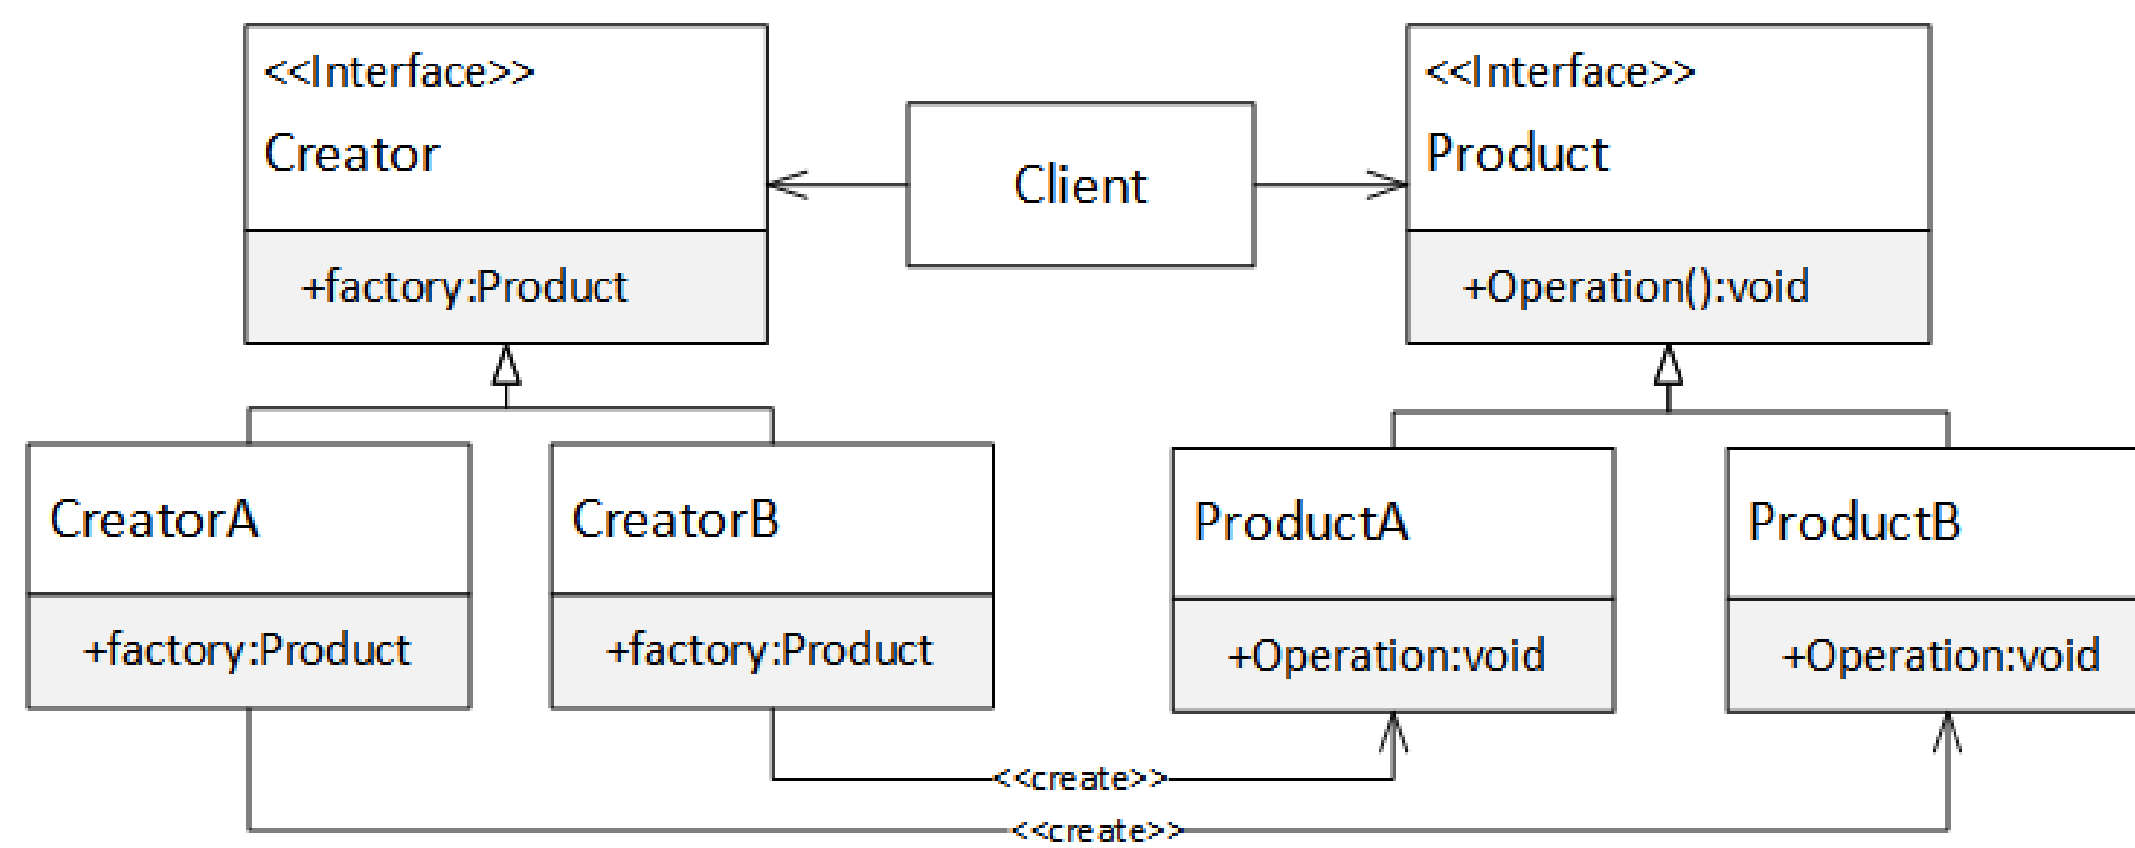 <<Interface>>
Creator
+factory:Product
Client
<<Interface>>
Product
+Operation():void
CreatorA
+factory:Product
CreatorB
+factory:Product
ProductA
+Operation:void
ProductB
+Operation:void
<<create>>
<<create>>